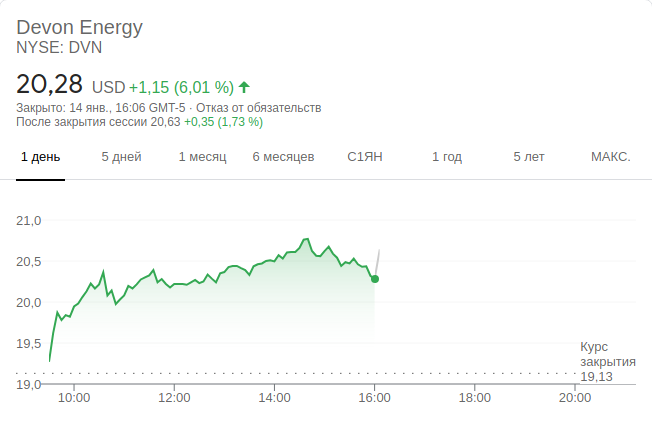 Devon Energy
NYSE: DVN
20,28 USD +1,15 (6,01 %)
Закрыто: 14 янв., 16:06 GMT-5 · Отказ от обязательств
После закрытия сессии 20,63 +0,35 (1,73 %)
1 день 5 дней 1 месяц 6 месяцев С1ЯН 1 год 5 лет МАКС.
21,0
20,5
20,0
19,5
Курс
закрытия
19,13
19,0
10:00 12:00 14:00 16:00 18:00 20:00